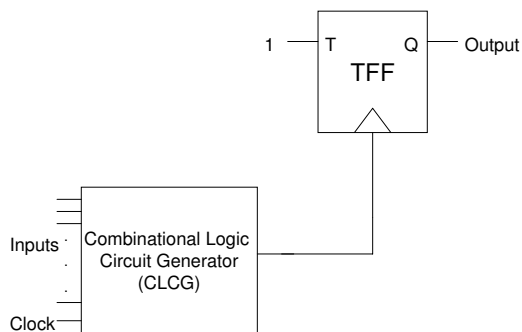 1 T Q Output
TFF
Inputs
Combinational Logic
Circuit Generator
(CLCG)
Clock